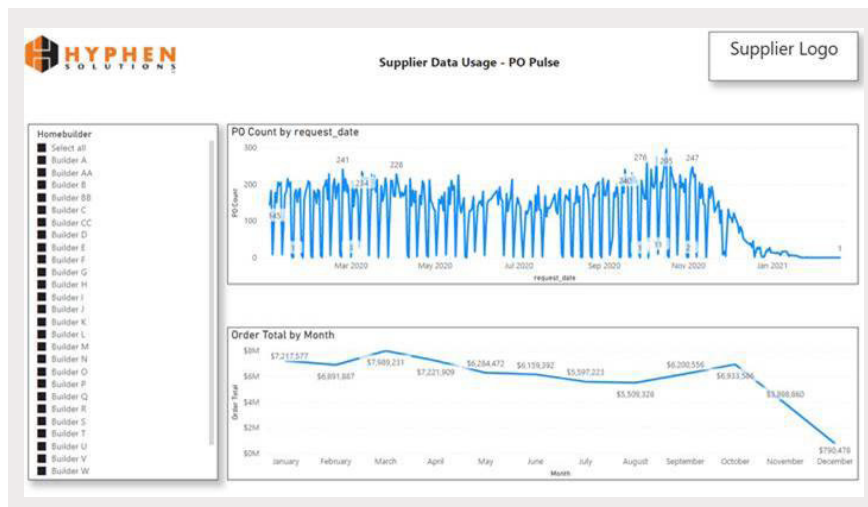 HYPHEN
SOLUTIONS
Supplier Data Usage - PO Pulse
Supplier Logo
Homebuilder
Select all
Builder A
Builder AA
Builder B
Builder BB
Builder C
Builder CC
Builder D
Builder E
Builder F
Builder G
Builder H
Builder I
Builder J
Builder K
Builder L
Builder M
Builder N
Builder O
Builder P
Builder Q
Builder R
Builder S
Builder T
Builder U
Builder V
Builder W
PO Count by request_date
300
200
100
0
PO Count
145
241
228
276
247
1
Mar 2020 May 2020 Jul 2020 Sep 2020 Nov 2020 Jan 2021
request_date
Order Total by Month
$8M
$6M
$4M
$2M
$0M
Order Total
$7,217,577
$6,891,887
$7,989,231
$7,221,909
$6,264,472
$6,159,392
$5,597,223
$5,509,328
$6,200,556
$6,933,566
$790,478
January February March April May June July August September October November December
Month